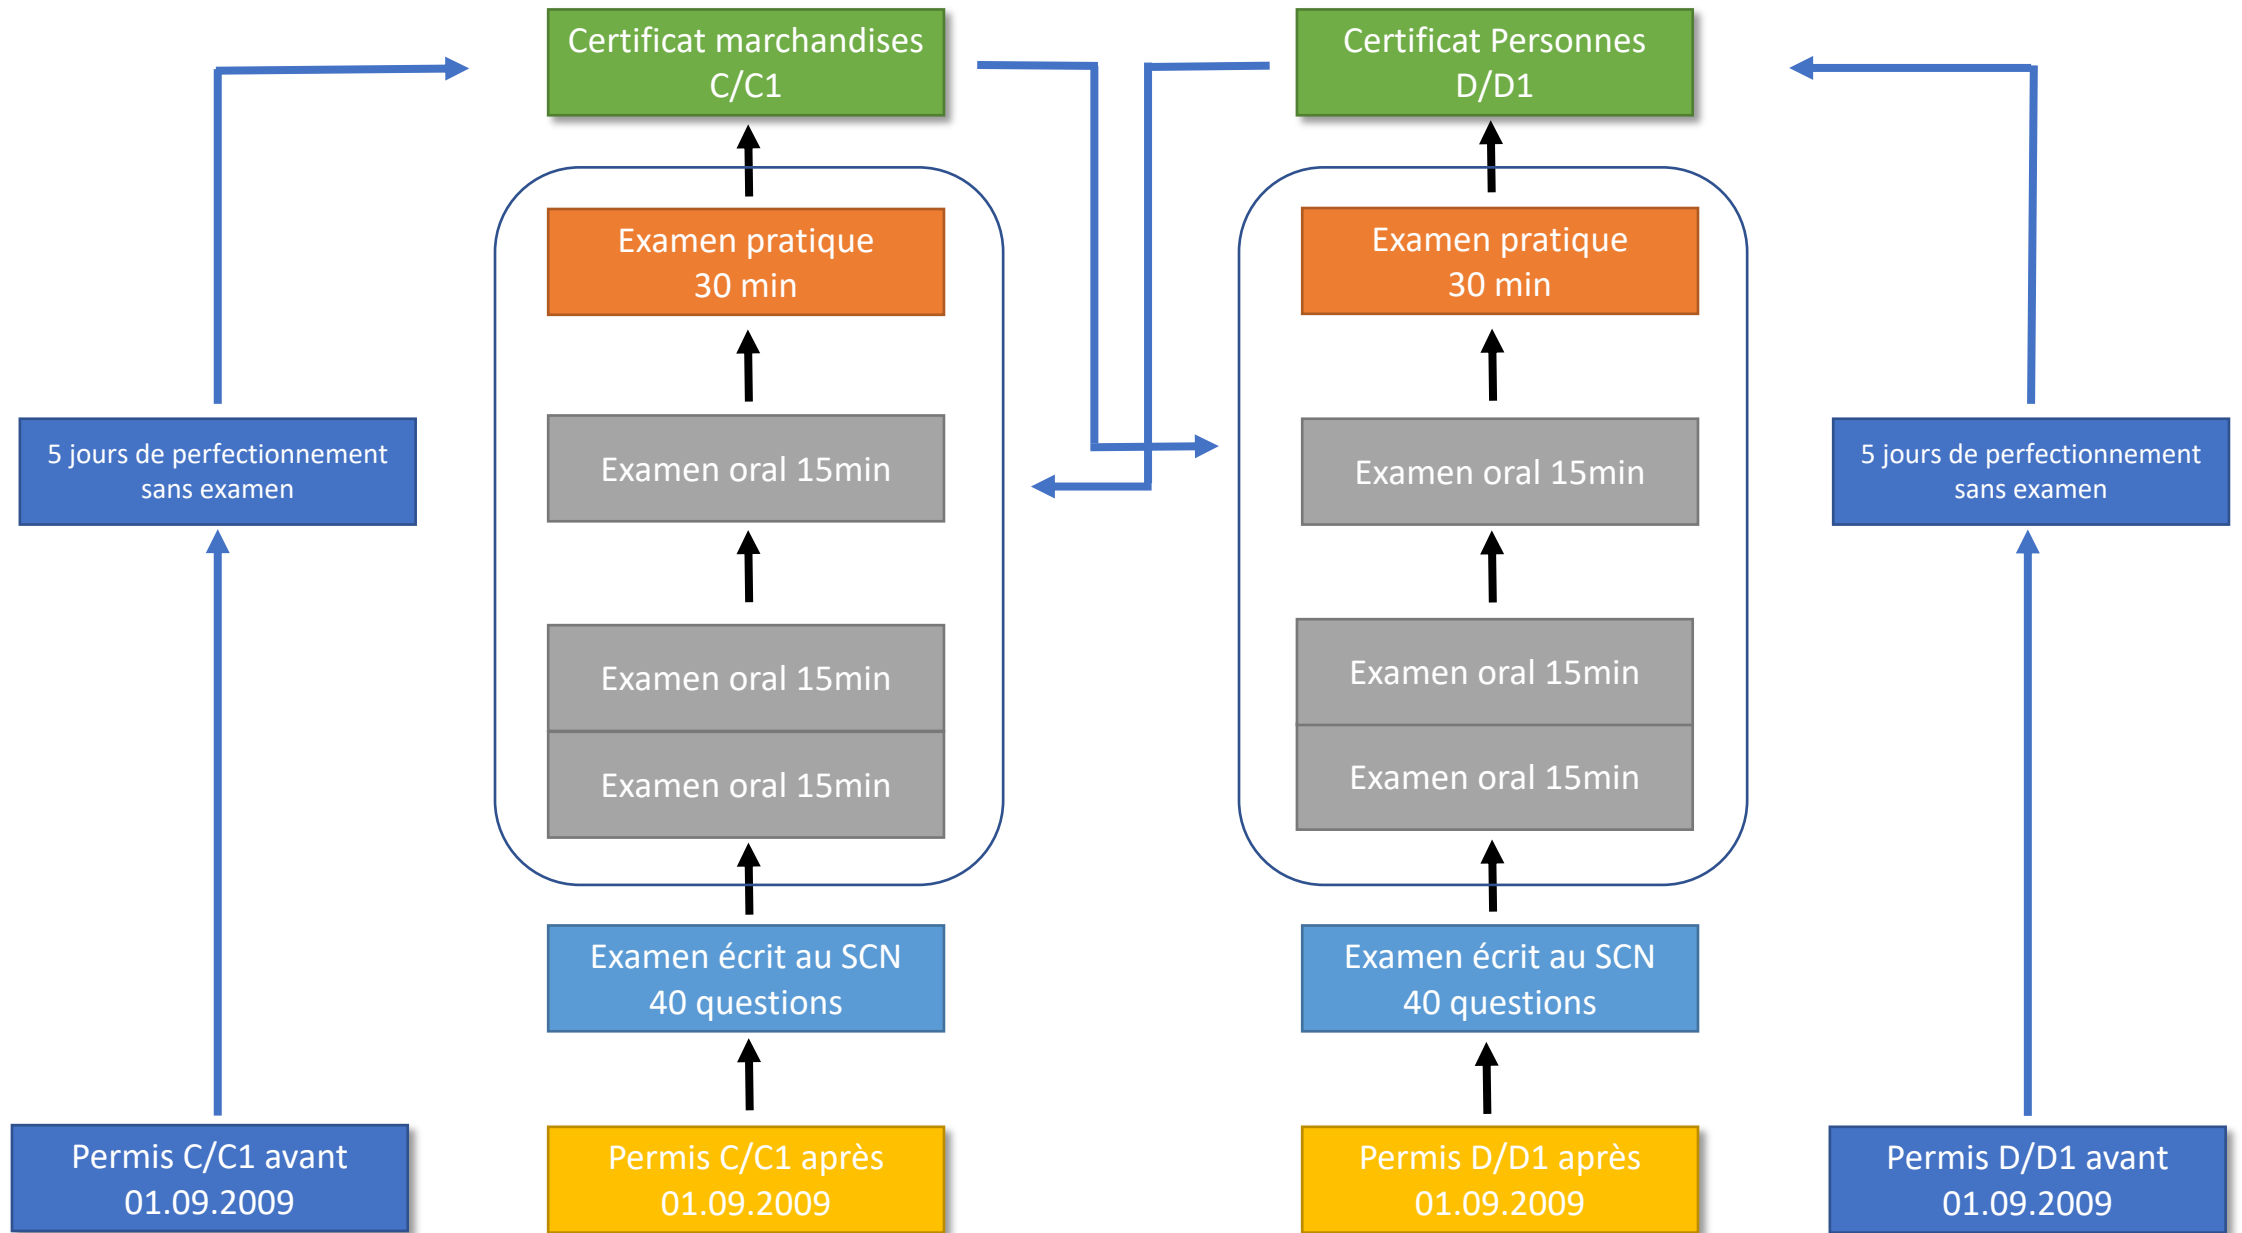 Certificat marchandises
C/C1
Certificat Personnes
D/D1
Examen pratique
30 min
Examen pratique
30 min
5 jours de perfectionnement
sans examen
Examen oral 15min
Examen oral 15min
5 jours de perfectionnement
sans examen
Examen oral 15min
Examen oral 15min
Examen oral 15min
Examen oral 15min
Examen écrit au SCN
40 questions
Examen écrit au SCN
40 questions
Permis C/C1 avant
01.09.2009
Permis C/C1 après
01.09.2009
Permis D/D1 après
01.09.2009
Permis D/D1 avant
01.09.2009